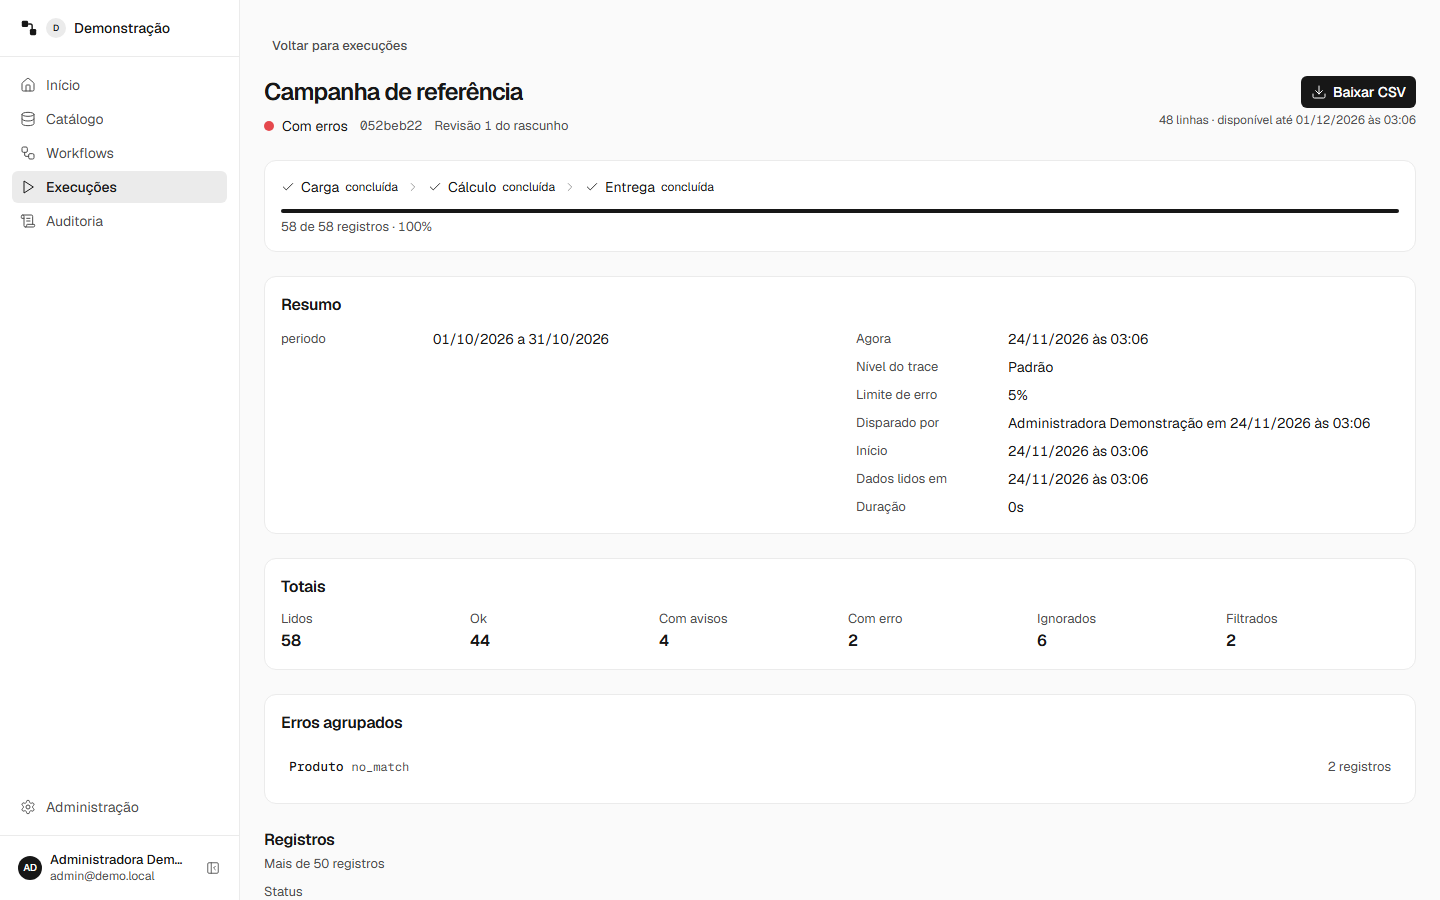 D Demonstração
Início
Catálogo
Workflows
Execuções
Auditoria
Administração
AD
Administradora Dem...
admin@demo.local
Voltar para execuções
Campanha de referência
Com erros 052beb22 Revisão 1 do rascunho
Baixar CSV
48 linhas · disponível até 01/12/2026 às 03:06
Carga concluída Cálculo concluída Entrega concluída
58 de 58 registros · 100%
Resumo
periodo 01/10/2026 a 31/10/2026
Agora 24/11/2026 às 03:06
Nível do trace Padrão
Limite de erro 5%
Disparado por Administradora Demonstração em 24/11/2026 às 03:06
Início 24/11/2026 às 03:06
Dados lidos em 24/11/2026 às 03:06
Duração 0s
Totais
Lidos Ok Com avisos Com erro Ignorados Filtrados
58 44 4 2 6 2
Erros agrupados
Produto no_match 2 registros
Registros
Mais de 50 registros
Status